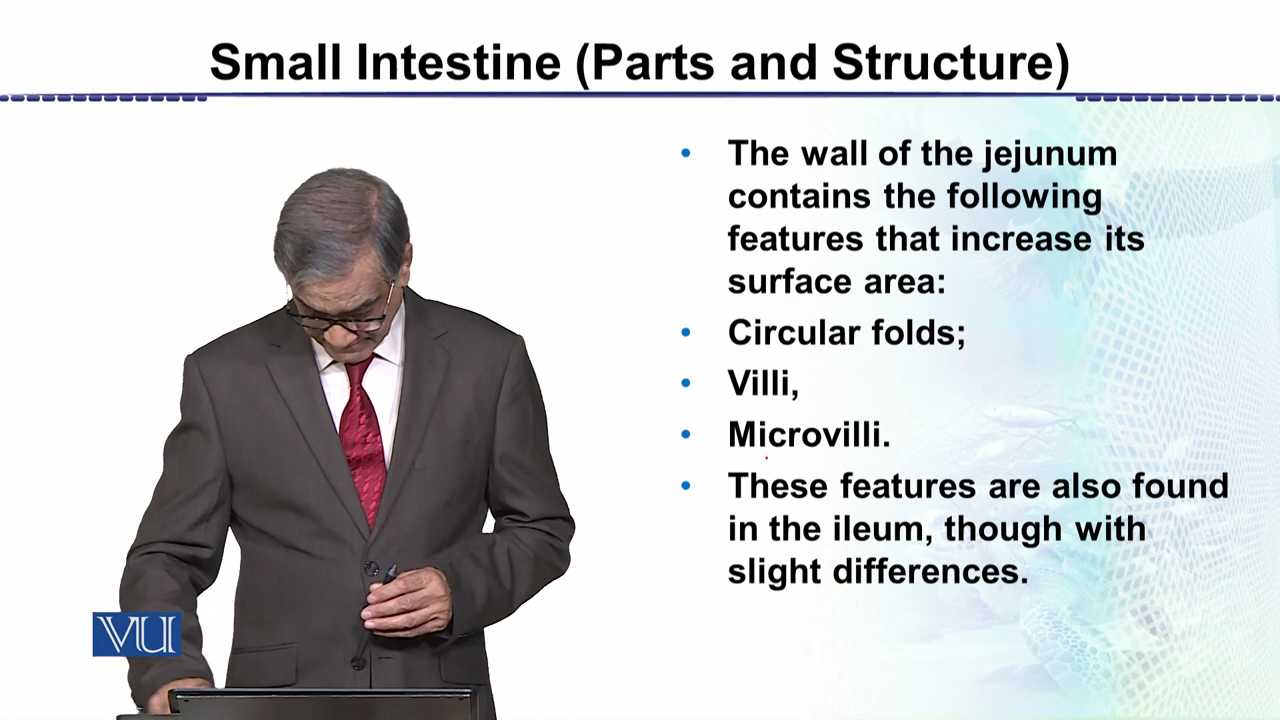 Small Intestine (Parts and Structure)
• The wall of the jejunum
contains the following
features that increase its
surface area:
• Circular folds;
• Villi,
• Microvilli.
• These features are also found
in the ileum, though with
slight differences.
VU